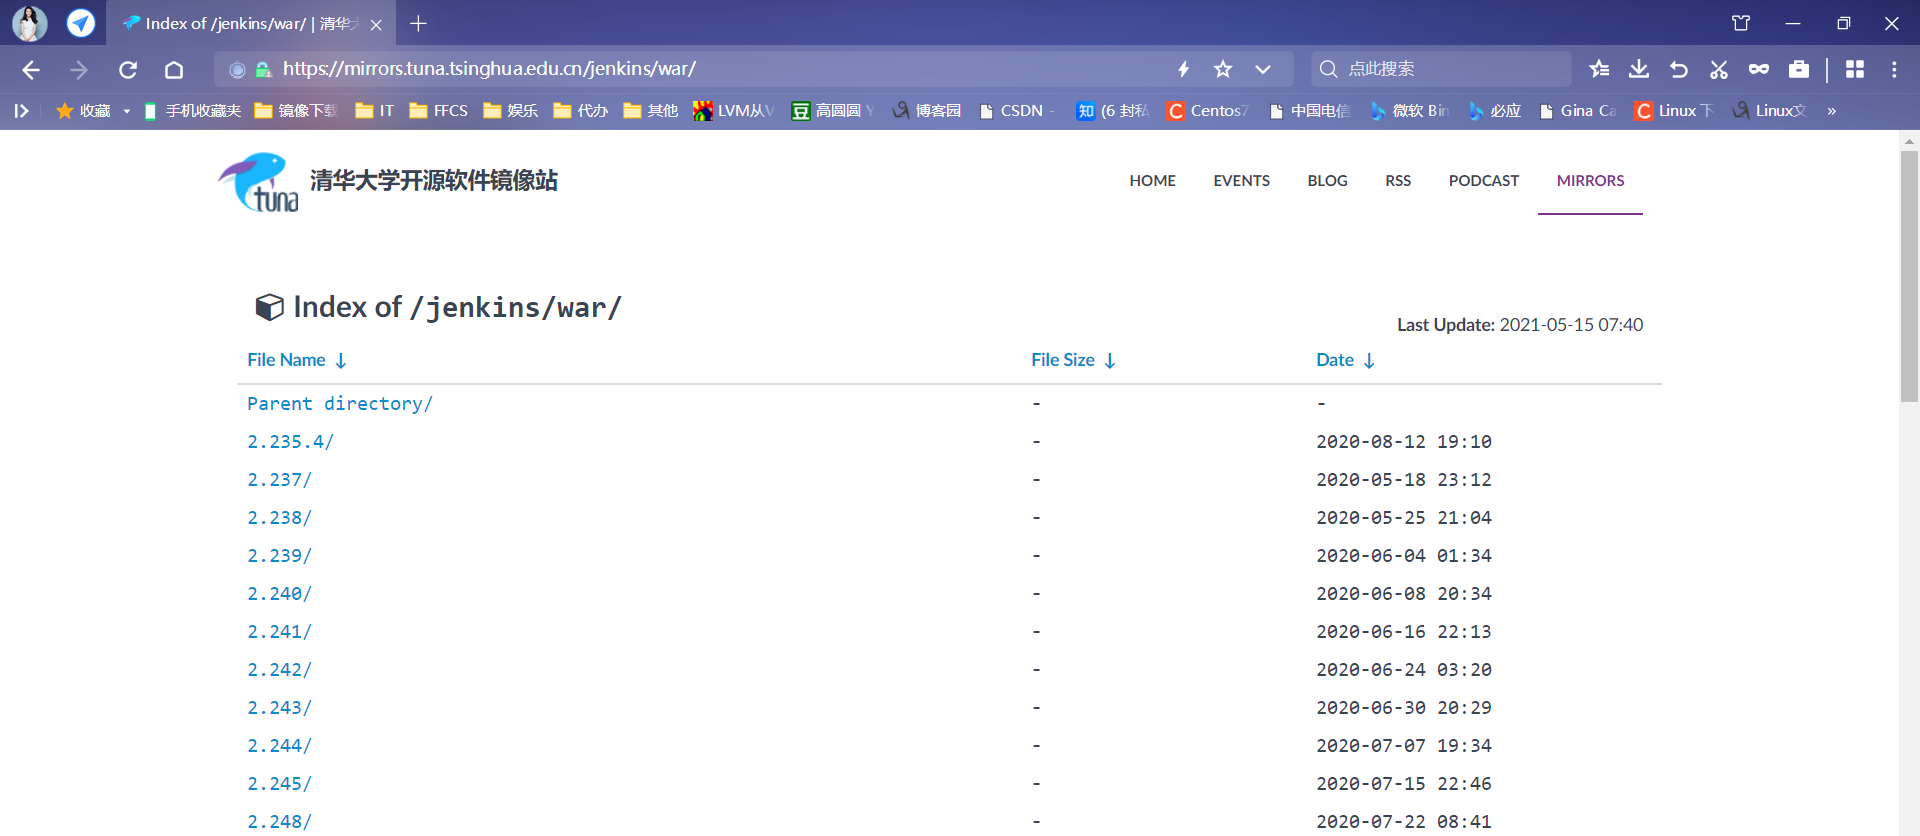 Index of /jenkins/war/ | 清华
https://mirrors.tuna.tsinghua.edu.cn/jenkins/war/
点此搜索
收藏 手机收藏夹 镜像下载 IT FFCS 娱乐 代办 其他 LVM从V 豆 高圆圆 Y 博客园 CSDN - 知 (6 封私 C Centos7 中国电信 微软 Bin 必应 Gina Ca C Linux 下 Linux文 »
tuna 清华大学开源软件镜像站 HOME EVENTS BLOG RSS PODCAST MIRRORS
Index of /jenkins/war/
Last Update: 2021-05-15 07:40
File Name ↓ File Size ↓ Date ↓
Parent directory/ - -
2.235.4/ - 2020-08-12 19:10
2.237/ - 2020-05-18 23:12
2.238/ - 2020-05-25 21:04
2.239/ - 2020-06-04 01:34
2.240/ - 2020-06-08 20:34
2.241/ - 2020-06-16 22:13
2.242/ - 2020-06-24 03:20
2.243/ - 2020-06-30 20:29
2.244/ - 2020-07-07 19:34
2.245/ - 2020-07-15 22:46
2.248/ - 2020-07-22 08:41